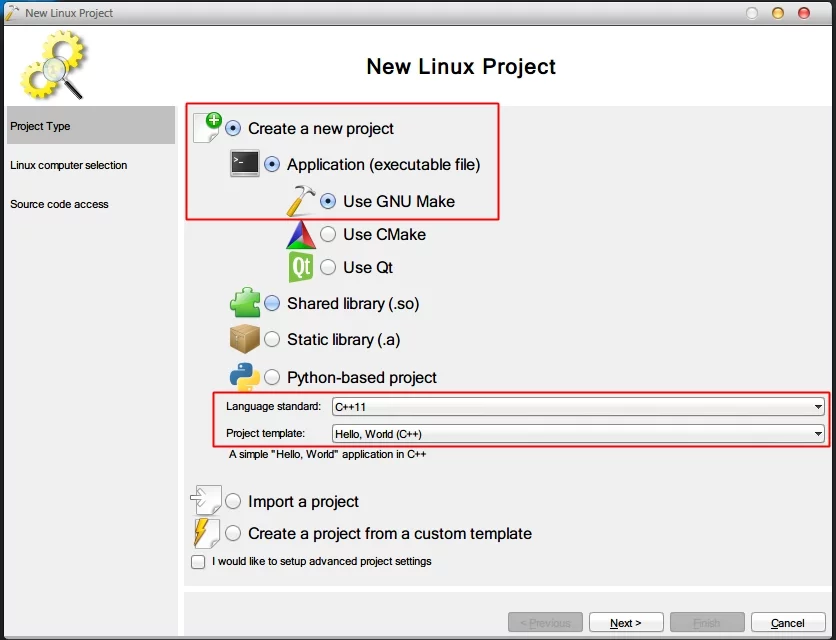 New Linux Project
New Linux Project
Project Type
Linux computer selection
Source code access
Create a new project
>_
Application (executable file)
Use GNU Make
Use CMake
Qt
Use Qt
Shared library (.so)
Static library (.a)
Python-based project
Language standard: C++11
Project template: Hello, World (C++)
A simple "Hello, World" application in C++
Import a project
Create a project from a custom template
I would like to setup advanced project settings
< Previous Next > Finish Cancel